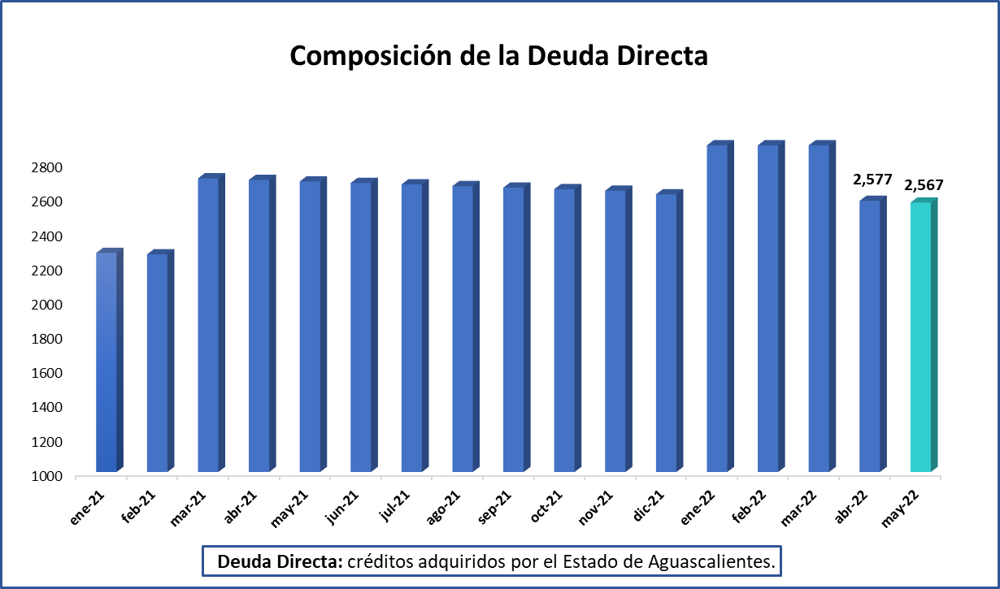 Composición de la Deuda Directa
2800
2600
2400
2200
2000
1800
1600
1400
1200
1000
2,577
2,567
ene-21
feb-21
mar-21
abr-21
may-21
jun-21
jul-21
ago-21
sep-21
oct-21
nov-21
dic-21
ene-22
feb-22
mar-22
abr-22
may-22
Deuda Directa: créditos adquiridos por el Estado de Aguascalientes.